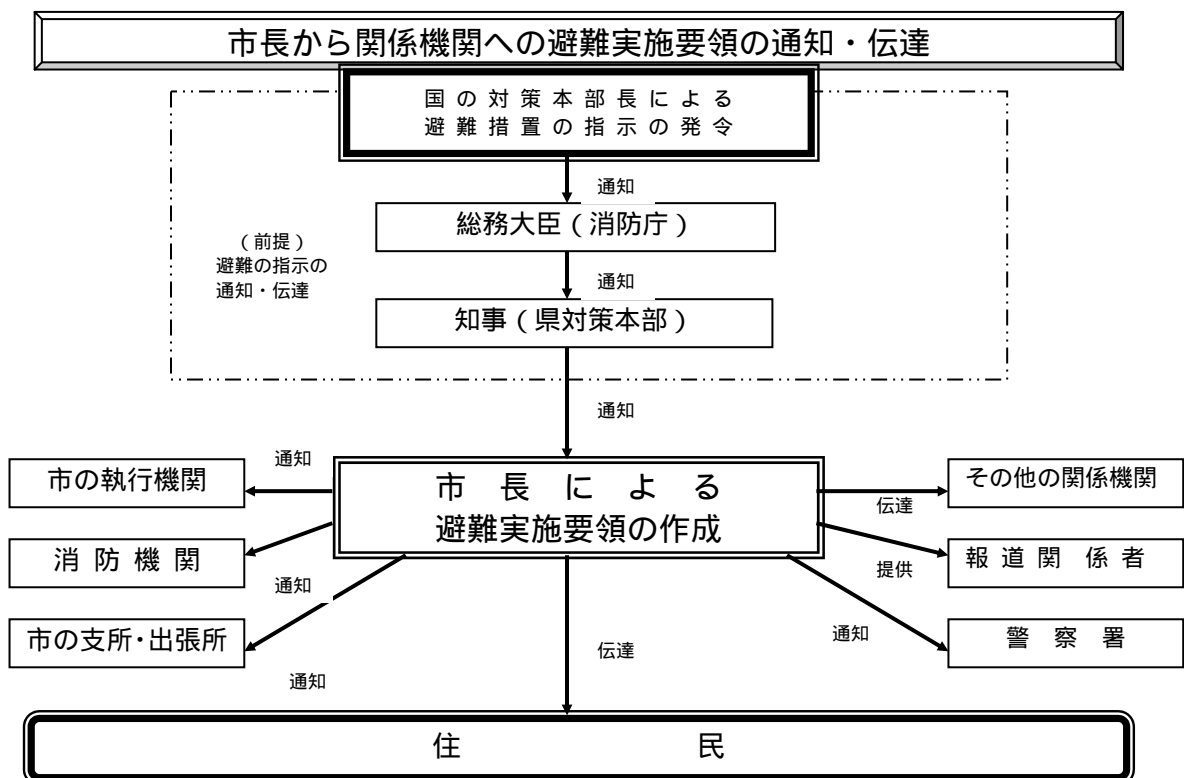 市長から関係機関への避難実施要領の通知・伝達
国の対策本部長による
避難措置の指示の発令
通知
総務大臣(消防庁)
(前提)
避難の指示の
通知・伝達
通知
知事(県対策本部)
通知
市の執行機関
通知
市長による
避難実施要領の作成
その他の関係機関
伝達
消防機関
通知
報道関係者
提供
市の支所・出張所
通知
伝達
通知
警察署
住民